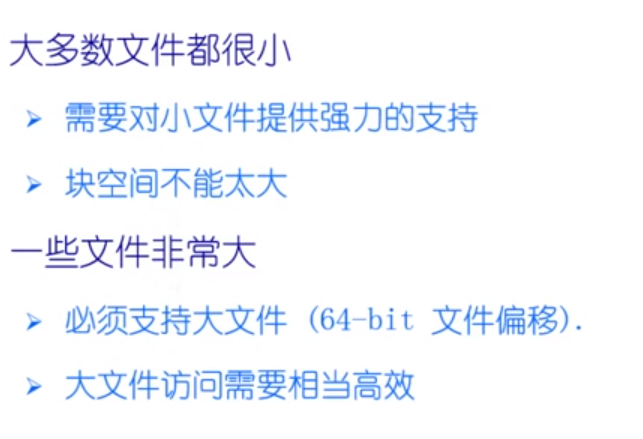 大多数文件都很小
➢ 需要对小文件提供强力的支持
➢ 块空间不能太大
一些文件非常大
➢ 必须支持大文件 (64-bit 文件偏移).
➢ 大文件访问需要相当高效